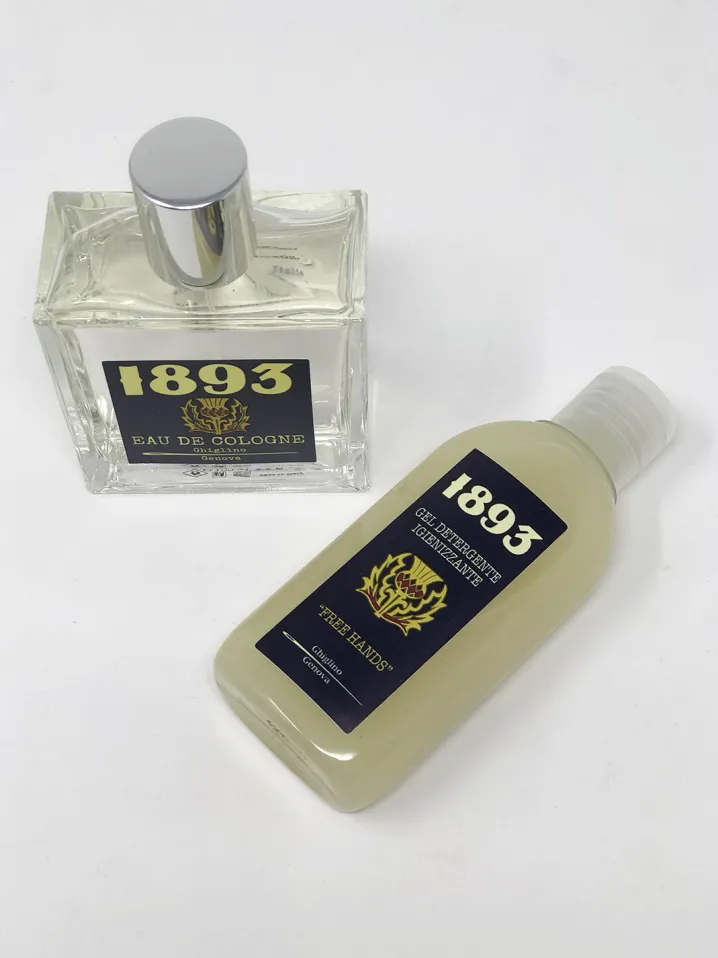 1893
EAU DE COLOGNE
Ghiglino
Genova
1893
GEL DETERGENTE
IGIENIZZANTE
"FREE HANDS"
Ghiglino
Genova